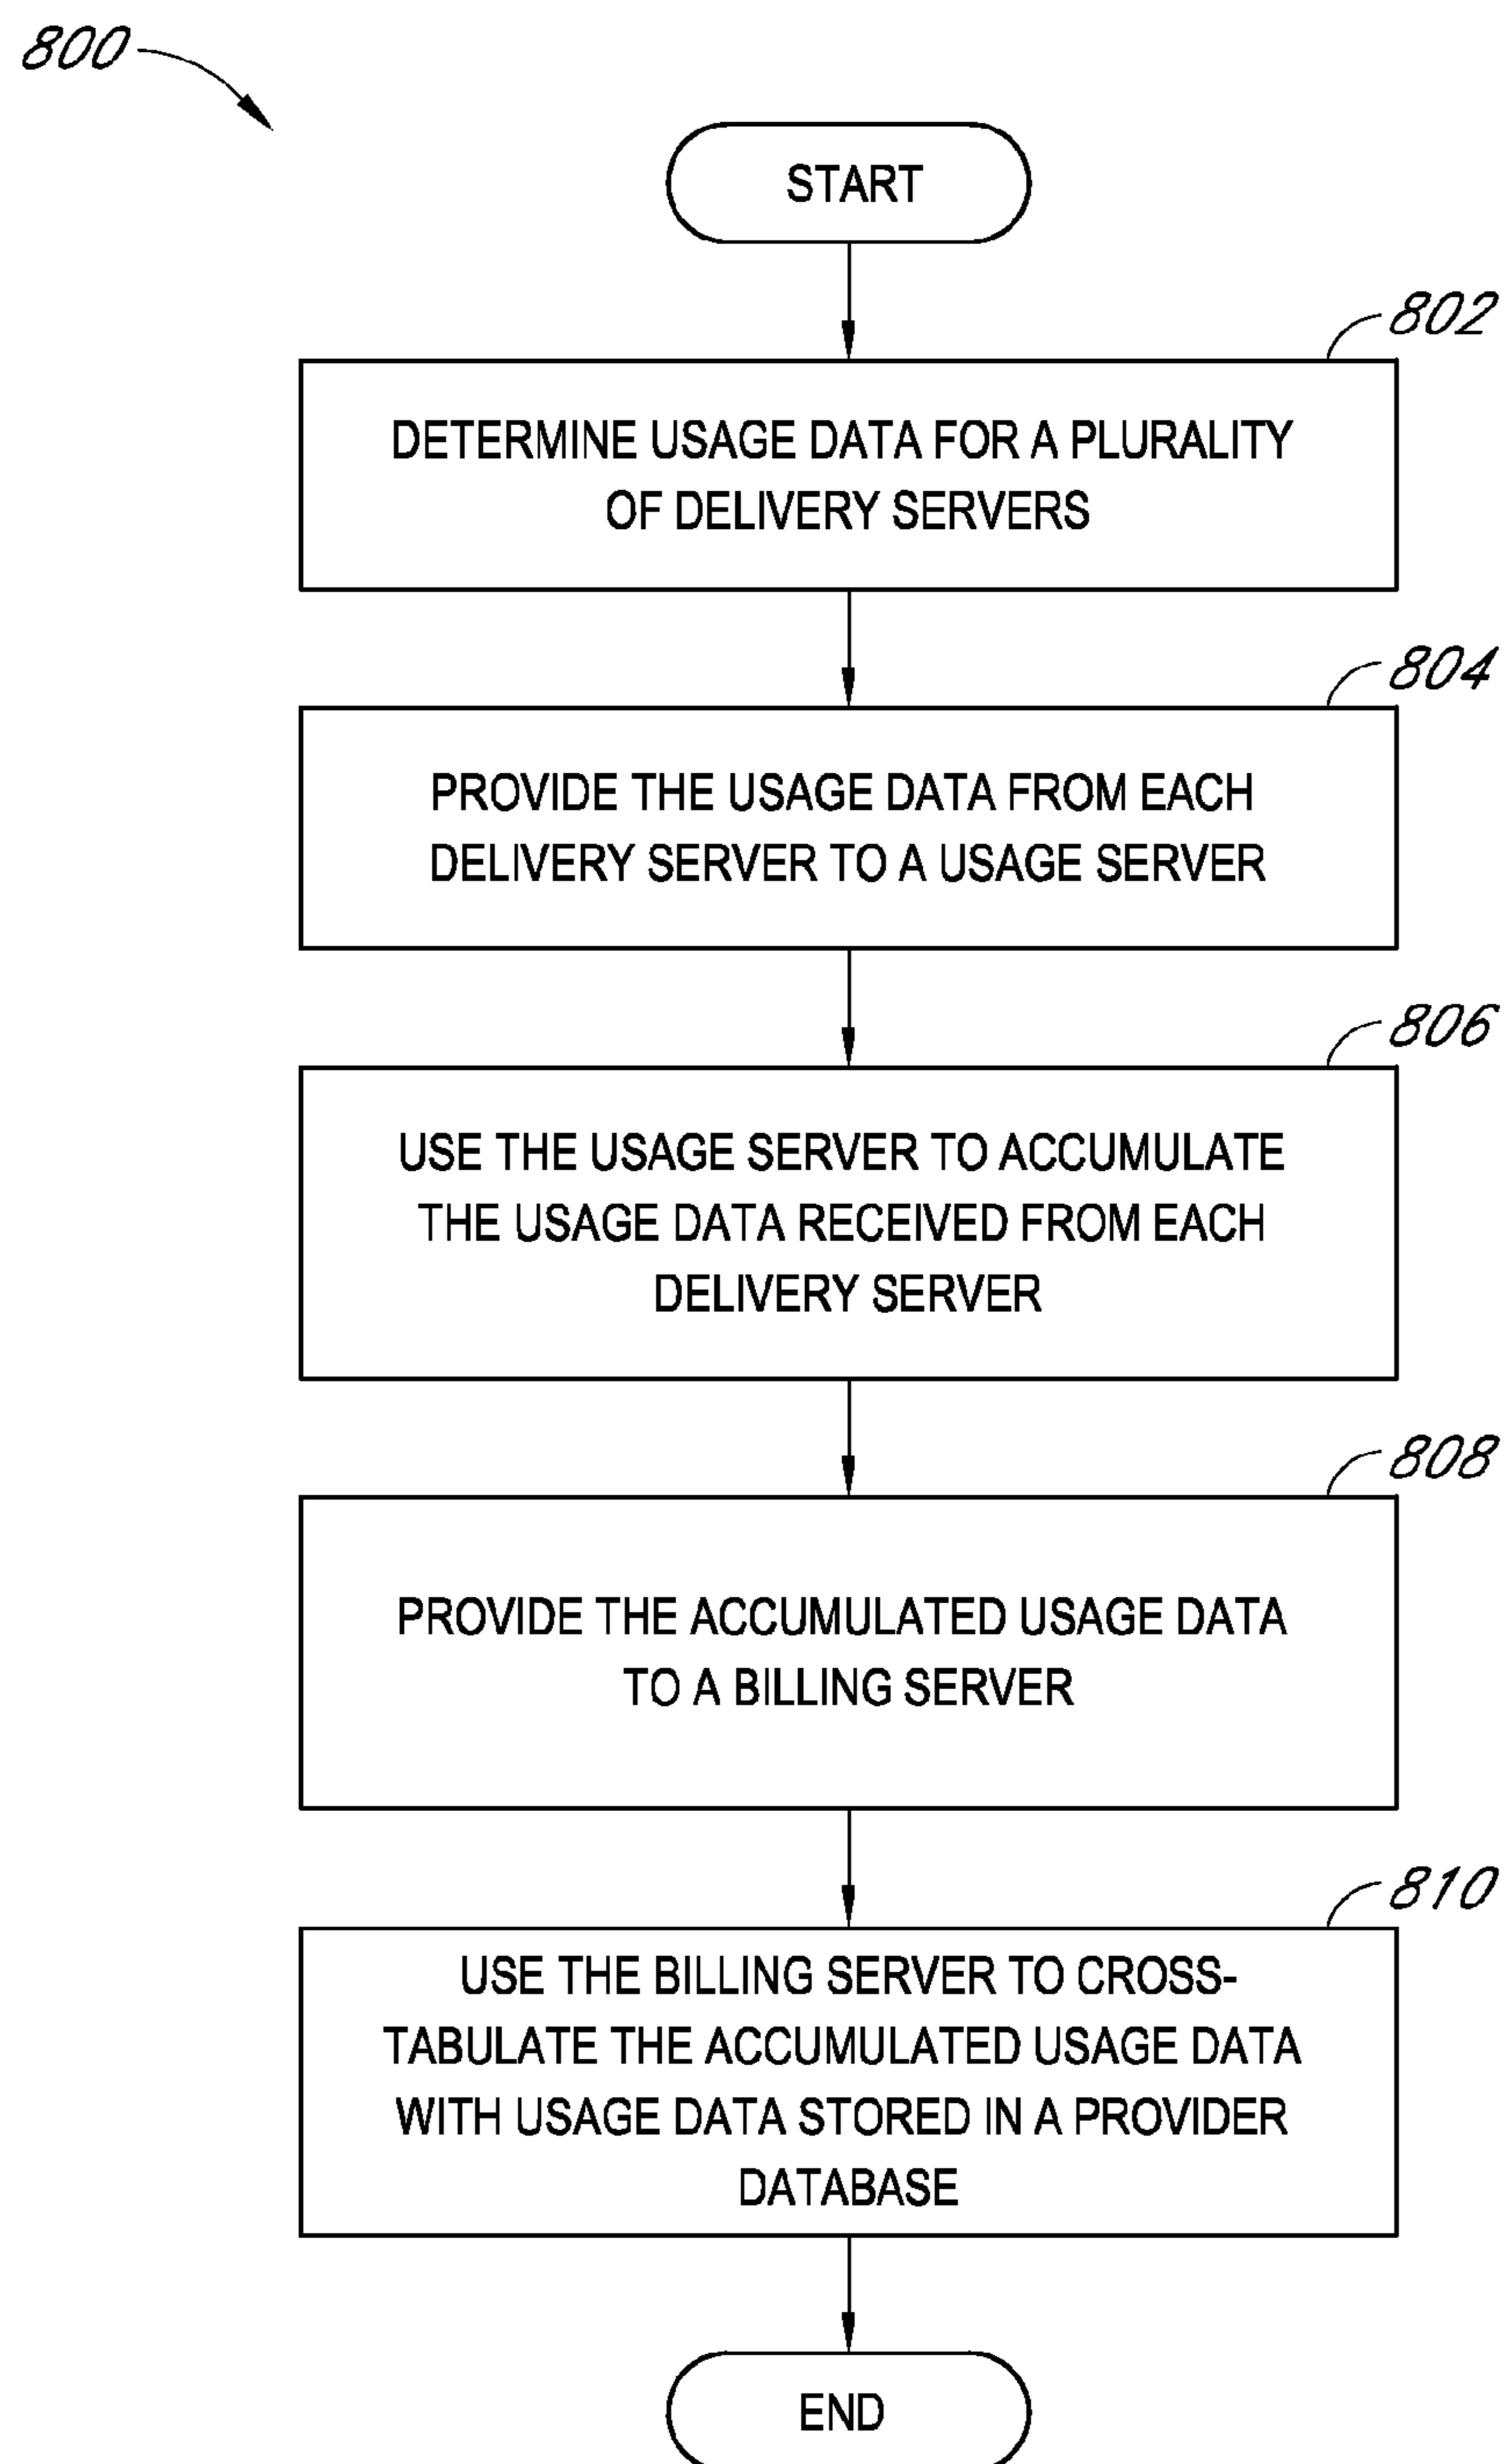 800
START
802
DETERMINE USAGE DATA FOR A PLURALITY
OF DELIVERY SERVERS
804
PROVIDE THE USAGE DATA FROM EACH
DELIVERY SERVER TO A USAGE SERVER
806
USE THE USAGE SERVER TO ACCUMULATE
THE USAGE DATA RECEIVED FROM EACH
DELIVERY SERVER
808
PROVIDE THE ACCUMULATED USAGE DATA
TO A BILLING SERVER
810
USE THE BILLING SERVER TO CROSS-
TABULATE THE ACCUMULATED USAGE DATA
WITH USAGE DATA STORED IN A PROVIDER
DATABASE
END